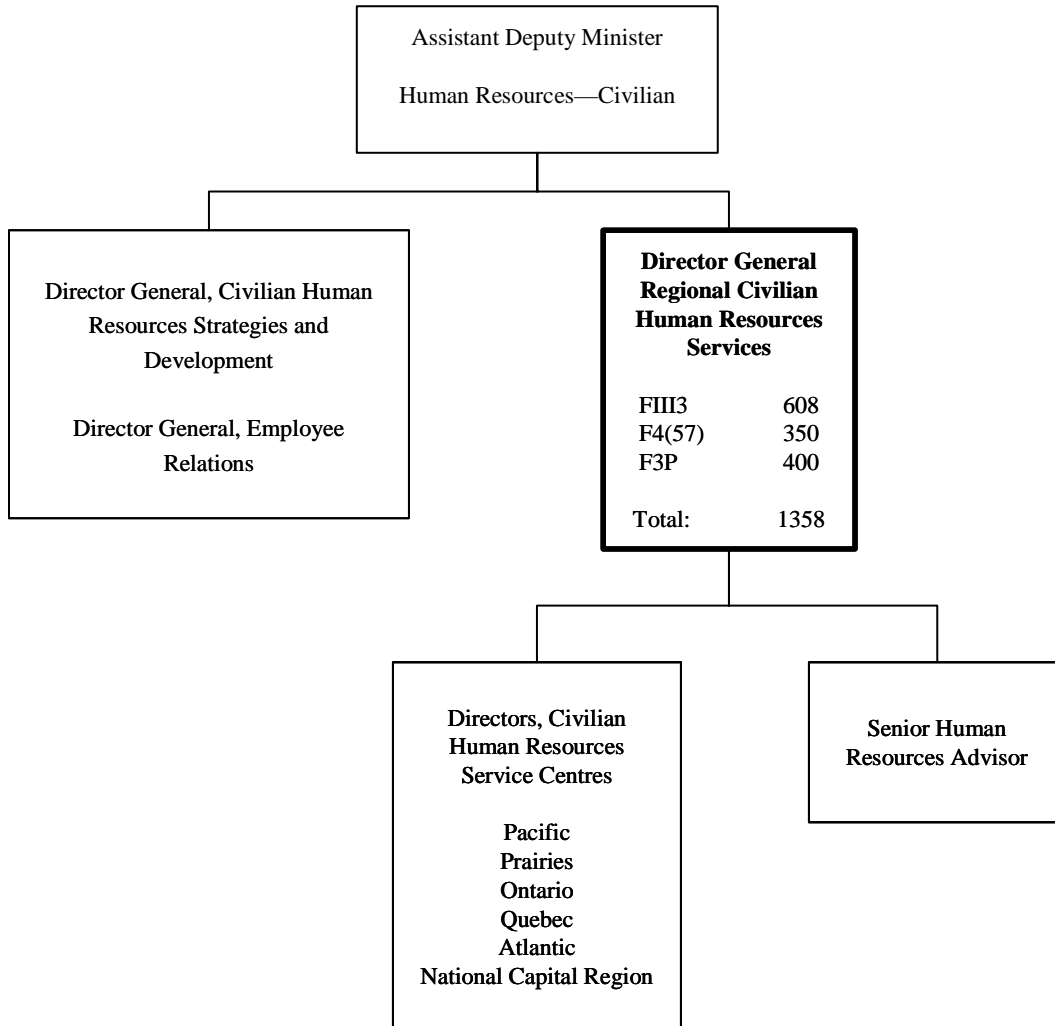 Assistant Deputy Minister
Human Resources—Civilian
Director General, Civilian Human
Resources Strategies and
Development
Director General, Employee
Relations
Director General
Regional Civilian
Human Resources
Services
FIII3 608
F4(57) 350
F3P 400
Total: 1358
Directors, Civilian
Human Resources
Service Centres
Pacific
Prairies
Ontario
Quebec
Atlantic
National Capital Region
Senior Human
Resources Advisor